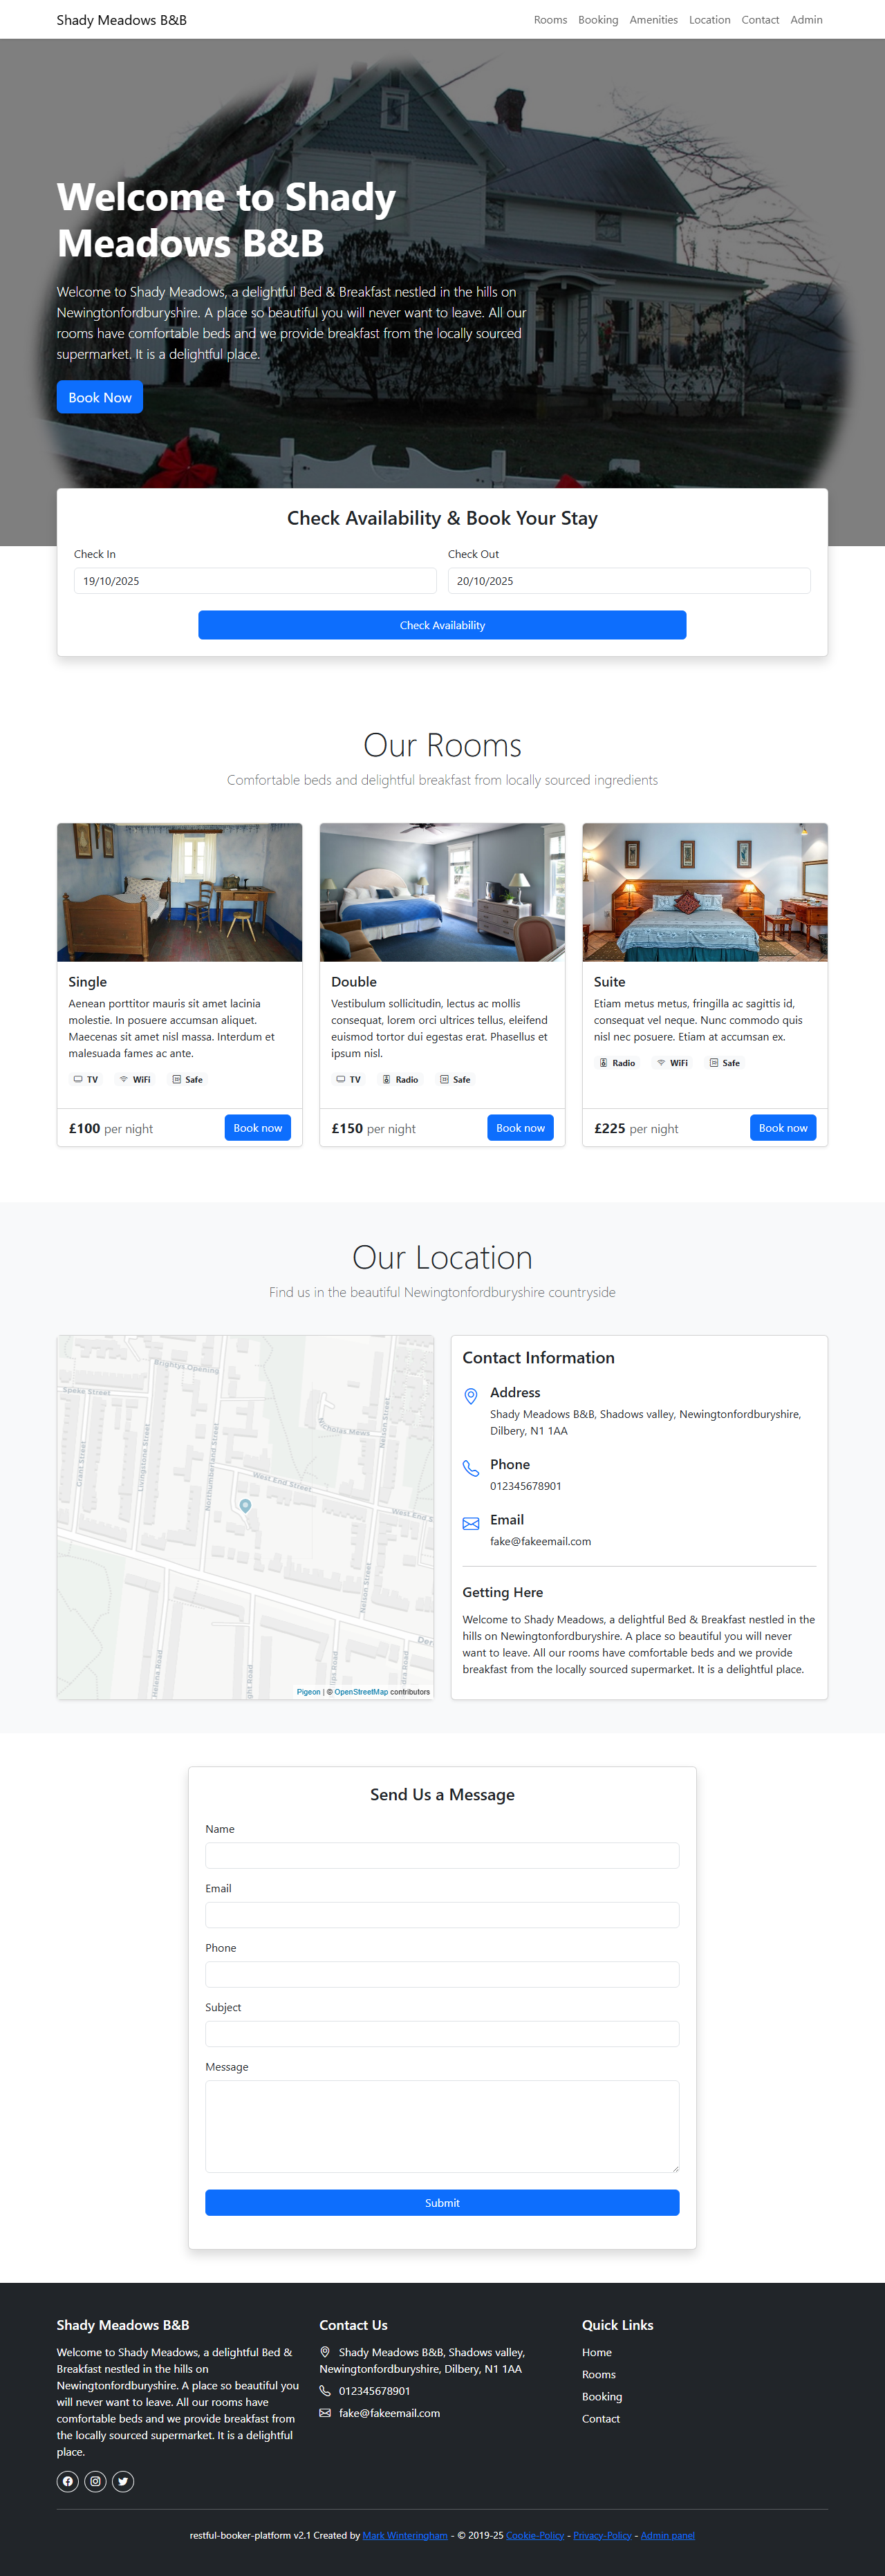 Shady Meadows B&B
Rooms Booking Amenities Location Contact Admin
Welcome to Shady
Meadows B&B
Welcome to Shady Meadows, a delightful Bed & Breakfast nestled in the hills on
Newingtonfordburyshire. A place so beautiful you will never want to leave. All our
rooms have comfortable beds and we provide breakfast from the locally sourced
supermarket. It is a delightful place.
Book Now
Check Availability & Book Your Stay
Check In
19/10/2025
Check Out
20/10/2025
Check Availability
Our Rooms
Comfortable beds and delightful breakfast from locally sourced ingredients
Single
Aenean porttitor mauris sit amet lacinia
molestie. In posuere accumsan aliquet.
Maecenas sit amet nisl massa. Interdum et
malesuada fames ac ante.
TV WiFi Safe
£100 per night
Book now
Double
Vestibulum sollicitudin, lectus ac mollis
consequat, lorem orci ultrices tellus, eleifend
euismod tortor dui egestas erat. Phasellus et
ipsum nisl.
TV Radio Safe
£150 per night
Book now
Suite
Etiam metus metus, fringilla ac sagittis id,
consequat vel neque. Nunc commodo quis
nisl nec posuere. Etiam at accumsan ex.
Radio WiFi Safe
£225 per night
Book now
Our Location
Find us in the beautiful Newingtonfordburyshire countryside
Brightys Opening
Speke Street
Grant Street
Livingstone Street
Northumberland Street
Nicholas Mews
Nelson Street
West End Street
West End S
Nelson Street
Helena Road
ght Road
Den
Pigeon | © OpenStreetMap contributors
Contact Information
Address
Shady Meadows B&B, Shadows valley, Newingtonfordburyshire,
Dilbery, N1 1AA
Phone
012345678901
Email
fake@fakeemail.com
Getting Here
Welcome to Shady Meadows, a delightful Bed & Breakfast nestled in the
hills on Newingtonfordburyshire. A place so beautiful you will never
want to leave. All our rooms have comfortable beds and we provide
breakfast from the locally sourced supermarket. It is a delightful place.
Send Us a Message
Name
Email
Phone
Subject
Message
Submit
Shady Meadows B&B
Welcome to Shady Meadows, a delightful Bed &
Breakfast nestled in the hills on
Newingtonfordburyshire. A place so beautiful you
will never want to leave. All our rooms have
comfortable beds and we provide breakfast from
the locally sourced supermarket. It is a delightful
place.
Contact Us
Shady Meadows B&B, Shadows valley,
Newingtonfordburyshire, Dilbery, N1 1AA
012345678901
fake@fakeemail.com
Quick Links
Home
Rooms
Booking
Contact
restful-booker-platform v2.1 Created by Mark Winteringham - © 2019-25 Cookie-Policy - Privacy-Policy - Admin panel